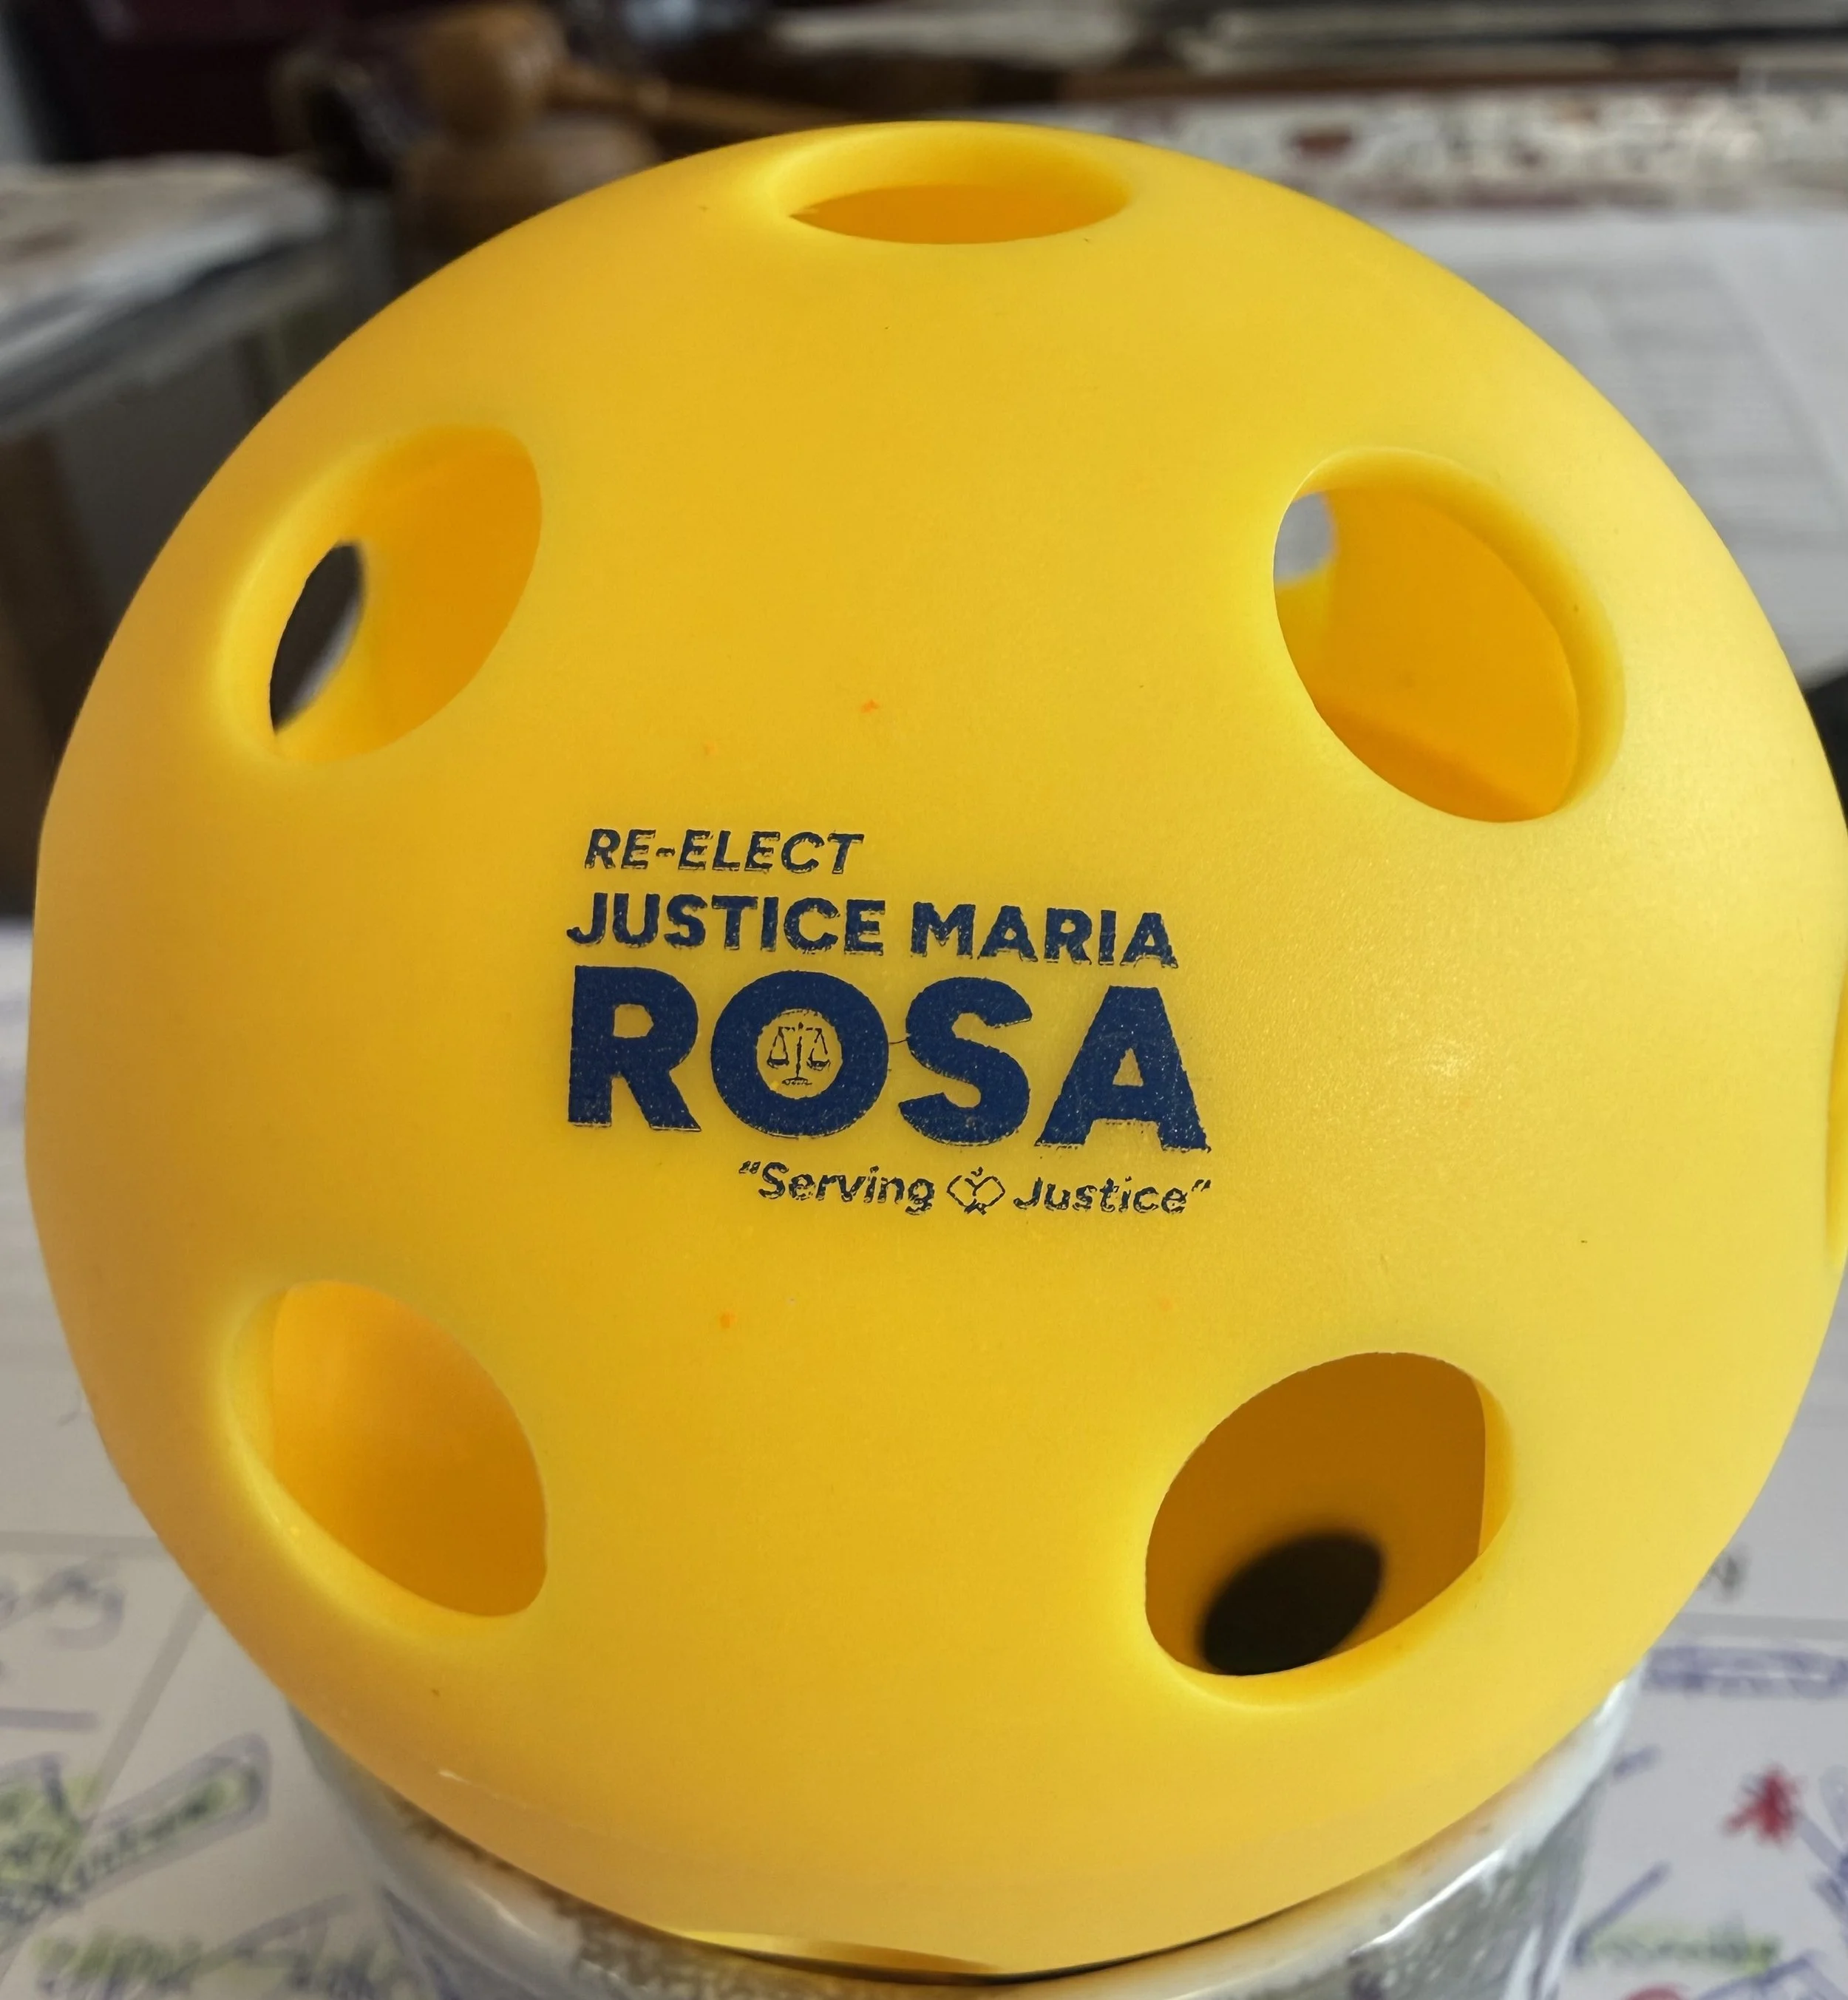 RE-ELECT
JUSTICE MARIA
ROSA
"Serving Justice"